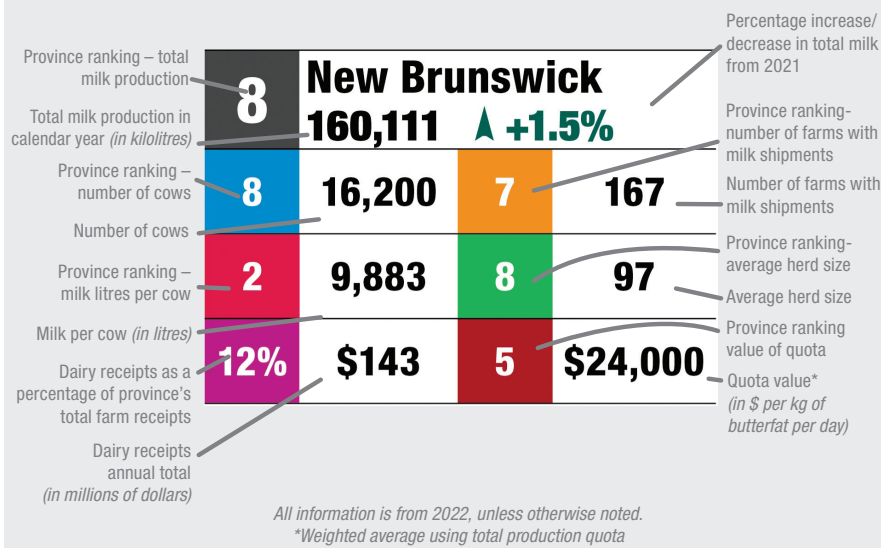 Province ranking – total
milk production
Total milk production in
calendar year (in kilolitres)
Province ranking –
number of cows
Number of cows
Province ranking –
milk litres per cow
Milk per cow (in litres)
Dairy receipts as a
percentage of province's
total farm receipts
Dairy receipts
annual total
(in millions of dollars)
8
New Brunswick
160,111 +1.5%
8 16,200 7 167
2 9,883 8 97
12% $143 5 $24,000
Percentage increase/
decrease in total milk
from 2021
Province ranking-
number of farms with
milk shipments
Number of farms with
milk shipments
Province ranking-
average herd size
Average herd size
Province ranking
value of quota
Quota value*
(in $ per kg of
butterfat per day)
All information is from 2022, unless otherwise noted.
*Weighted average using total production quota